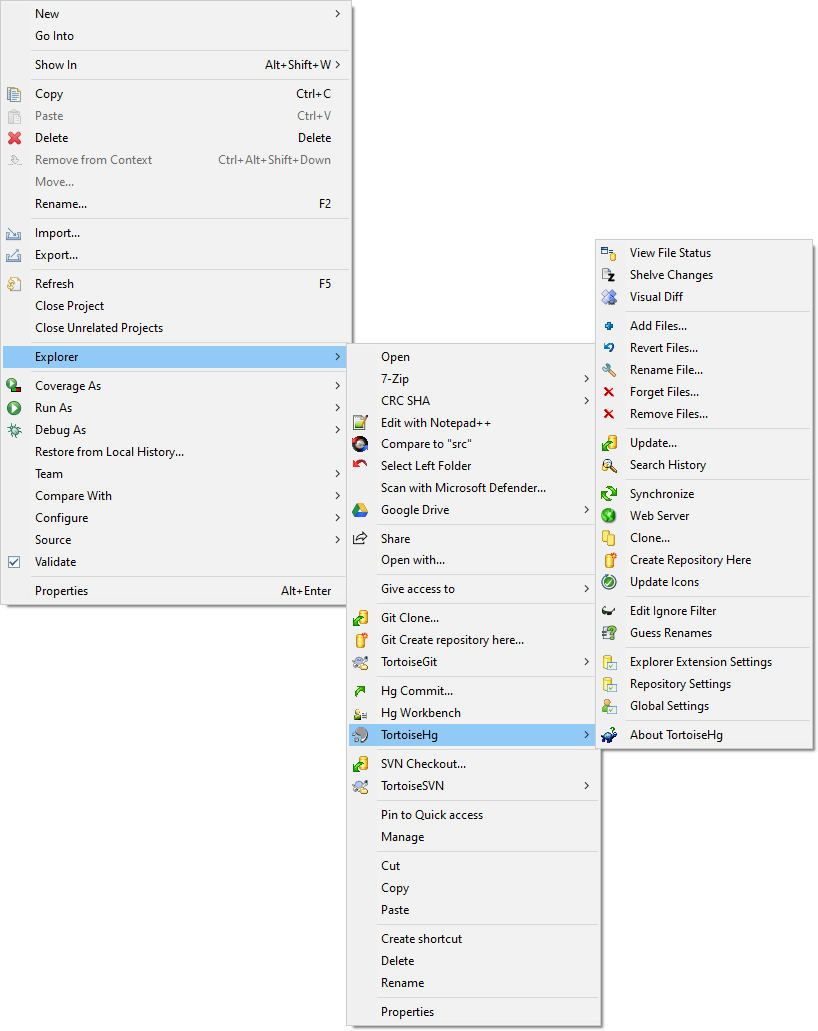 New
Go Into
Show In Alt+Shift+W
Copy Ctrl+C
Paste Ctrl+V
Delete Delete
Remove from Context Ctrl+Alt+Shift+Down
Move...
Rename... F2
Import...
Export...
Refresh F5
Close Project
Close Unrelated Projects
Explorer
Coverage As
Run As
Debug As
Restore from Local History...
Team
Compare With
Configure
Source
Validate
Properties Alt+Enter
Open
7-Zip
CRC SHA
Edit with Notepad++
Compare to "src"
Select Left Folder
Scan with Microsoft Defender...
Google Drive
Share
Open with...
Give access to
Git Clone...
Git Create repository here...
TortoiseGit
Hg Commit...
Hg Workbench
TortoiseHg
SVN Checkout...
TortoiseSVN
Pin to Quick access
Manage
Cut
Copy
Paste
Create shortcut
Delete
Rename
Properties
View File Status
Shelve Changes
Visual Diff
Add Files...
Revert Files...
Rename File...
Forget Files...
Remove Files...
Update...
Search History
Synchronize
Web Server
Clone...
Create Repository Here
Update Icons
Edit Ignore Filter
Guess Renames
Explorer Extension Settings
Repository Settings
Global Settings
About TortoiseHg